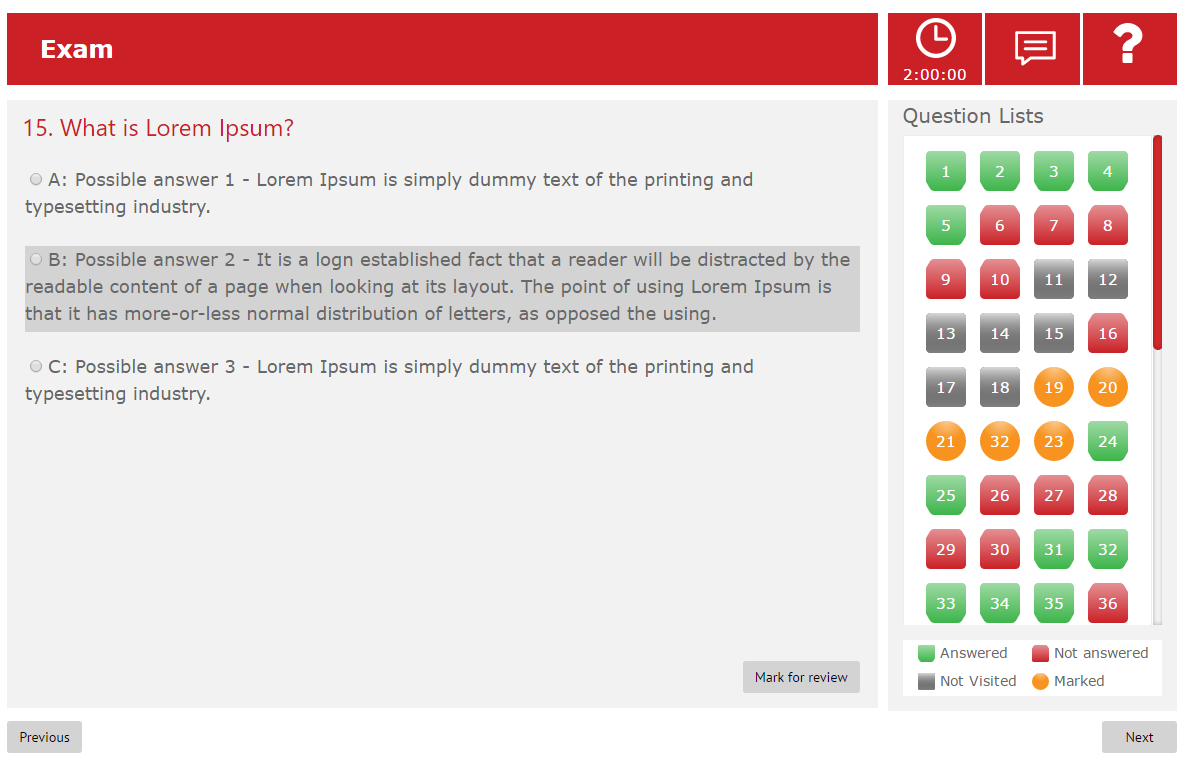 Exam
2:00:00
?
15. What is Lorem Ipsum?
A: Possible answer 1 - Lorem Ipsum is simply dummy text of the printing and
typesetting industry.
B: Possible answer 2 - It is a logn established fact that a reader will be distracted by the
readable content of a page when looking at its layout. The point of using Lorem Ipsum is
that it has more-or-less normal distribution of letters, as opposed the using.
C: Possible answer 3 - Lorem Ipsum is simply dummy text of the printing and
typesetting industry.
Mark for review
Question Lists
1 2 3 4
5 6 7 8
9 10 11 12
13 14 15 16
17 18 19 20
21 32 23 24
25 26 27 28
29 30 31 32
33 34 35 36
Answered Not answered
Not Visited Marked
Previous Next